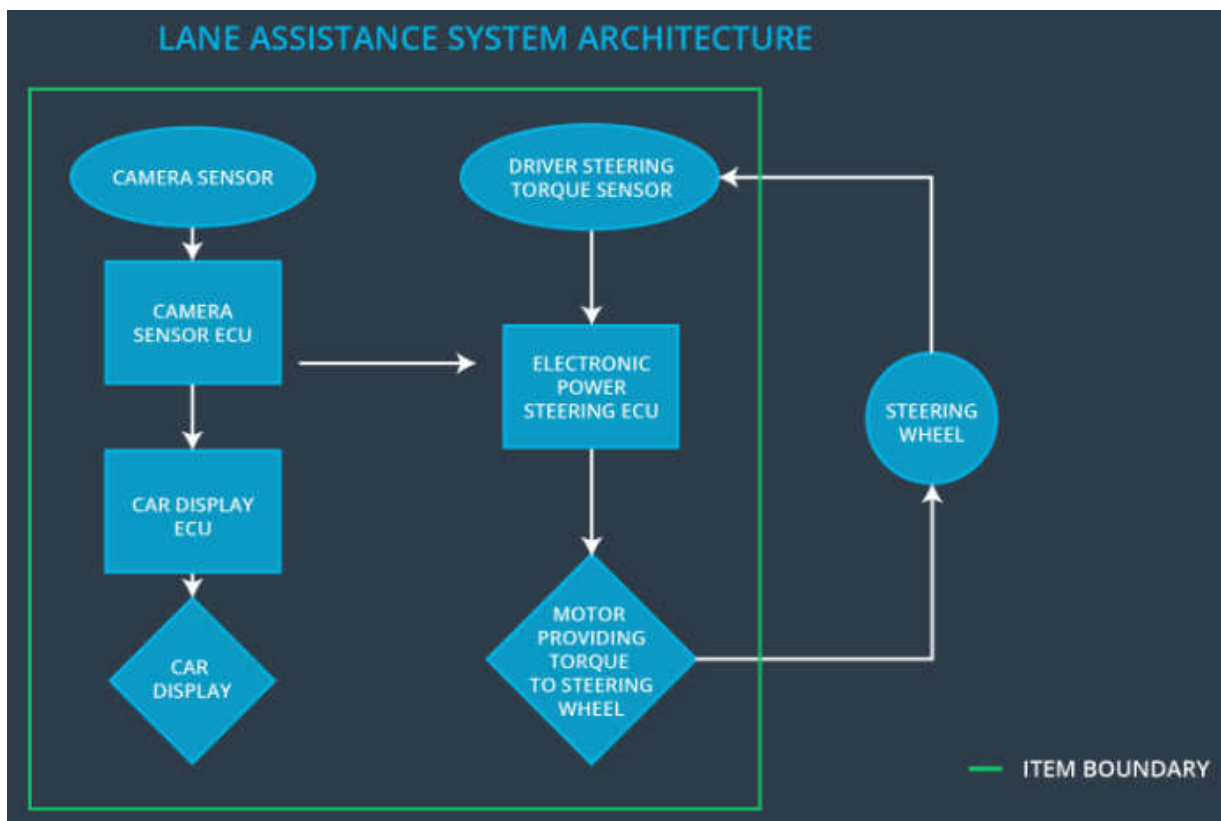 LANE ASSISTANCE SYSTEM ARCHITECTURE
CAMERA SENSOR
CAMERA
SENSOR ECU
CAR DISPLAY
ECU
CAR
DISPLAY
DRIVER STEERING
TORQUE SENSOR
ELECTRONIC
POWER
STEERING ECU
MOTOR
PROVIDING
TORQUE
TO STEERING
WHEEL
STEERING
WHEEL
ITEM BOUNDARY